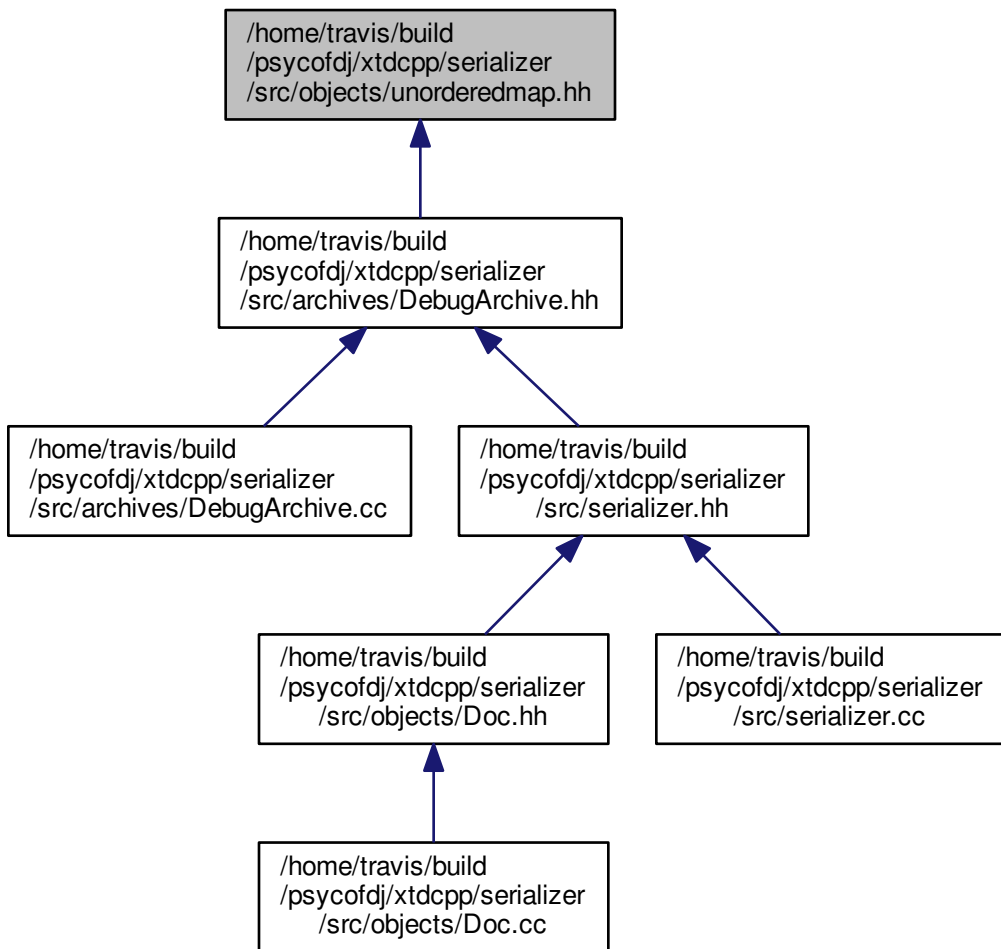 /home/travis/build
/psycofdj/xtdcpp/serializer
/src/objects/unorderedmap.hh
/home/travis/build
/psycofdj/xtdcpp/serializer
/src/archives/DebugArchive.hh
/home/travis/build
/psycofdj/xtdcpp/serializer
/src/archives/DebugArchive.cc
/home/travis/build
/psycofdj/xtdcpp/serializer
/src/serializer.hh
/home/travis/build
/psycofdj/xtdcpp/serializer
/src/objects/Doc.hh
/home/travis/build
/psycofdj/xtdcpp/serializer
/src/serializer.cc
/home/travis/build
/psycofdj/xtdcpp/serializer
/src/objects/Doc.cc